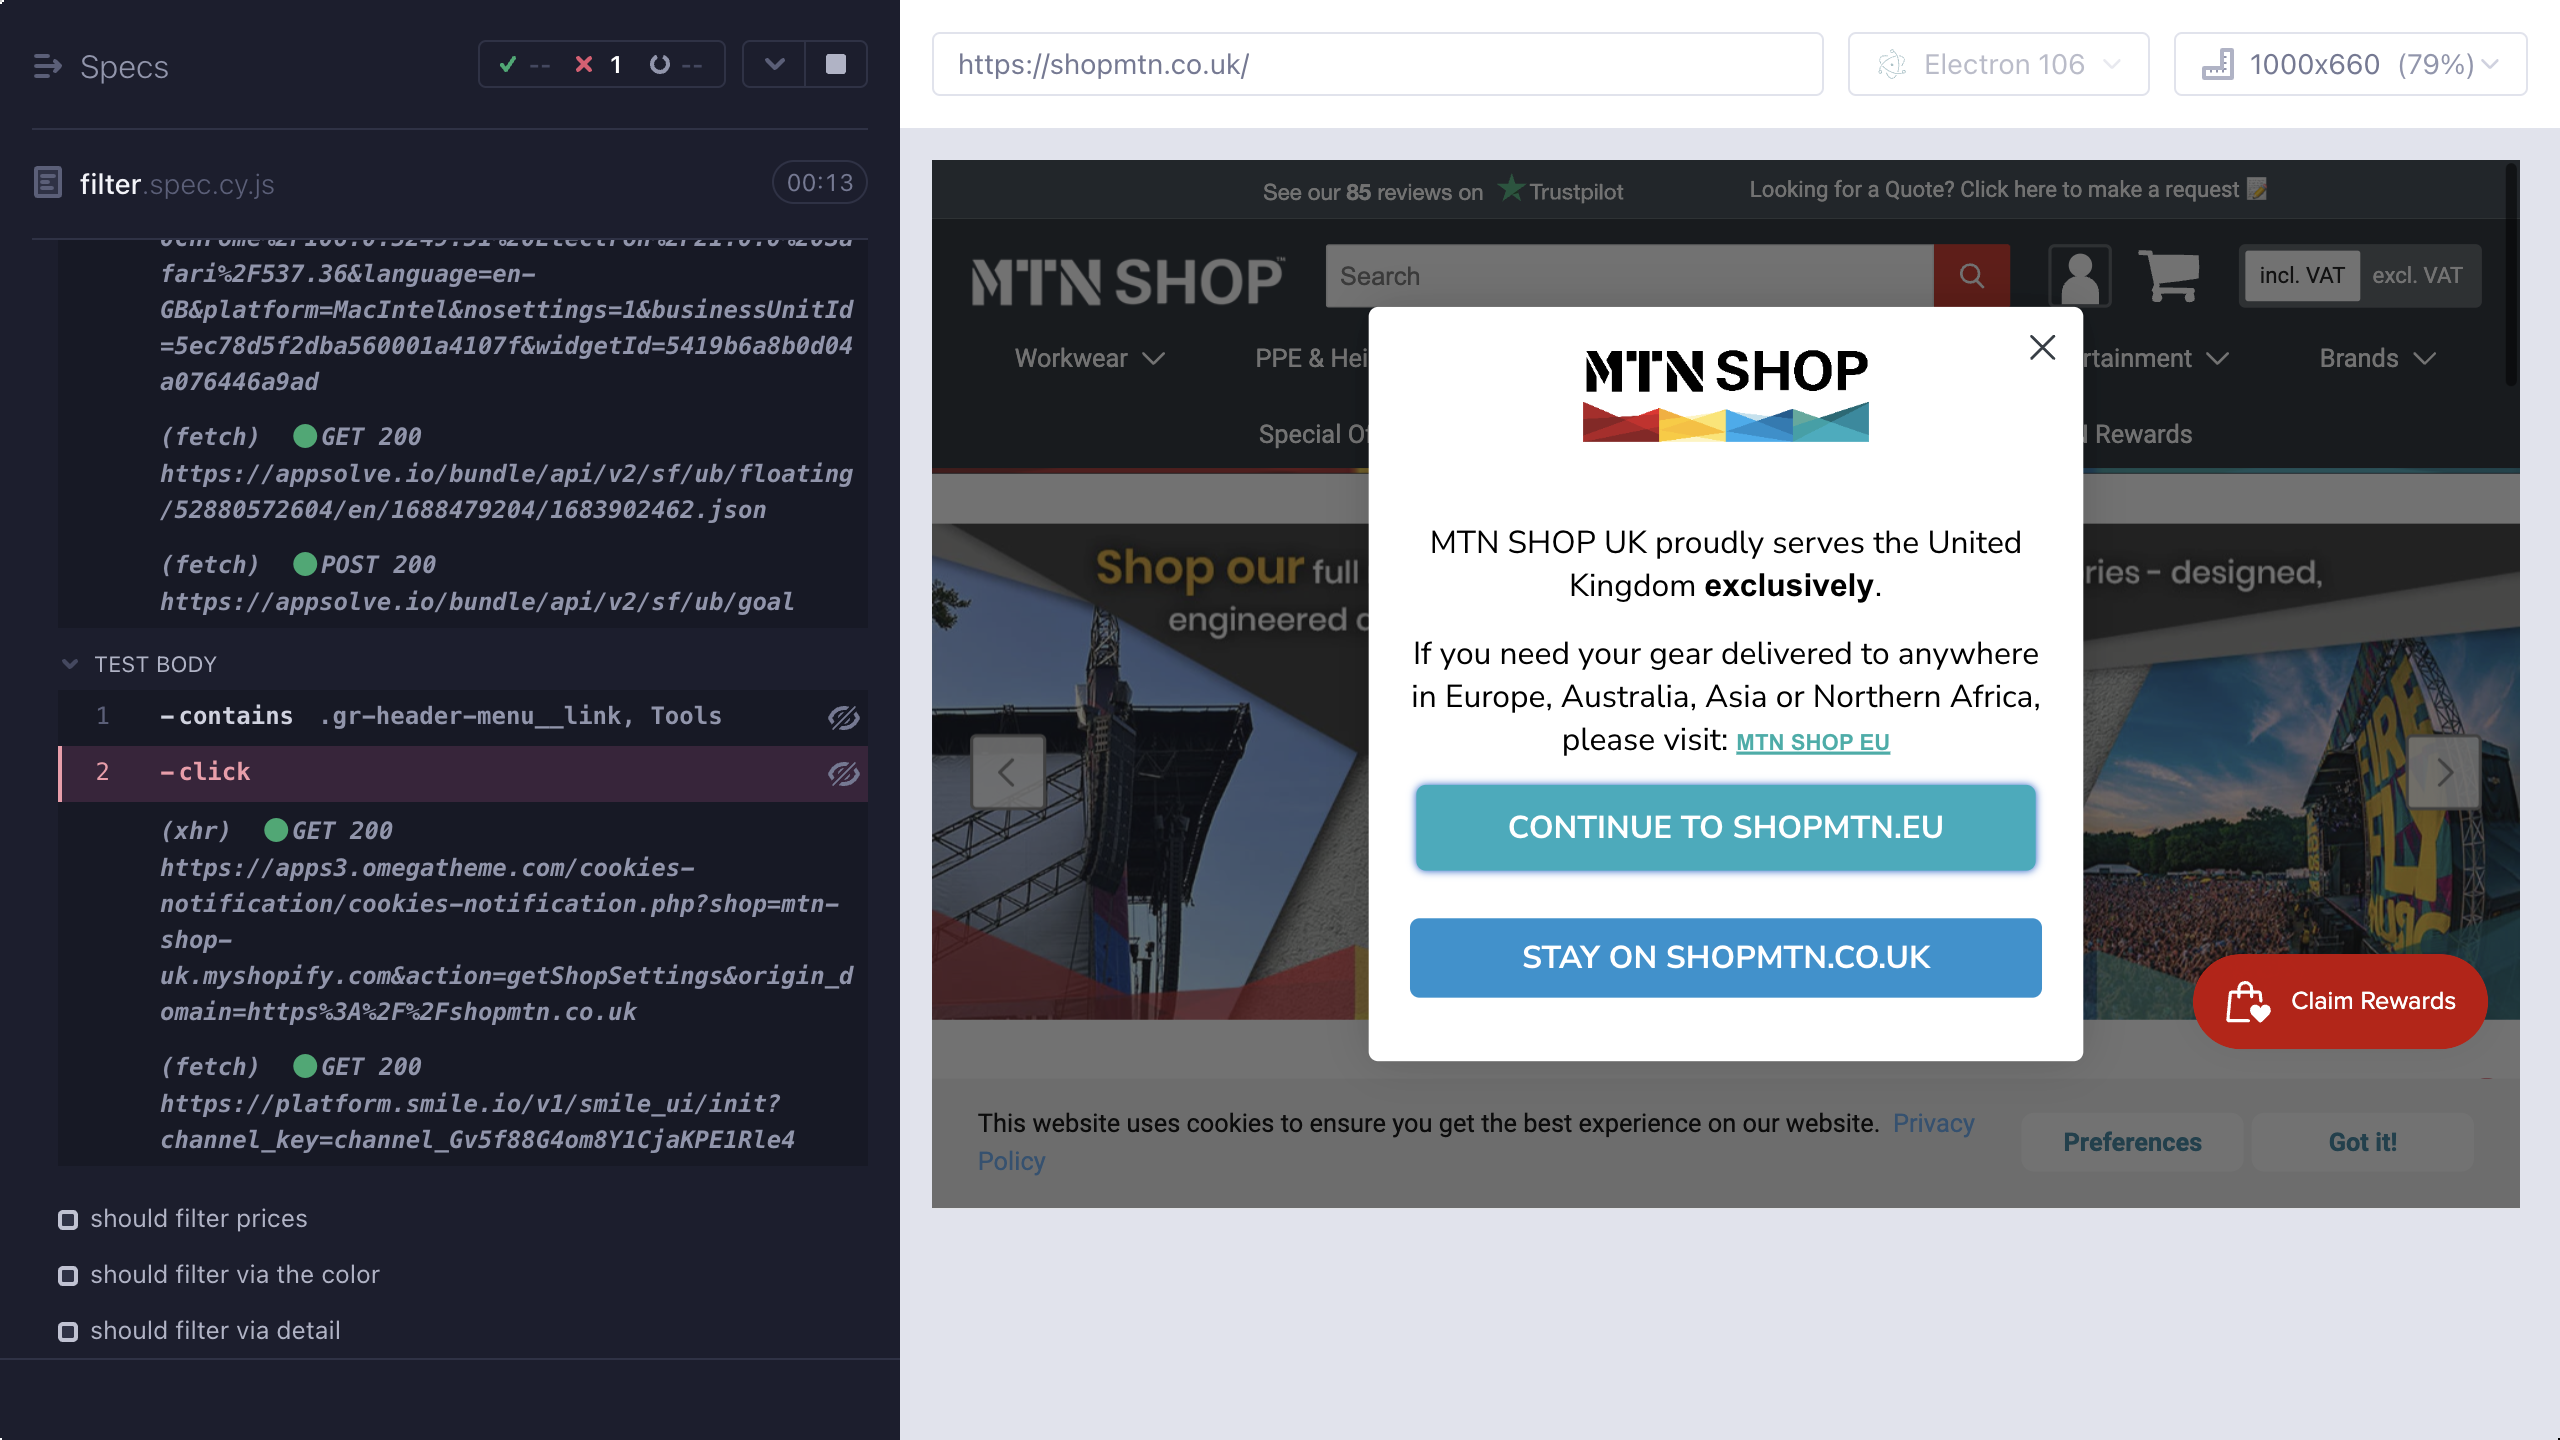 Specs
-- 1 --
filter.spec.cy.js
00:13
fari%2F537.36&language=en-
GB&platform=MacIntel&nosettings=1&businessUnitId
=5ec78d5f2dba560001a4107f&widgetId=5419b6a8b0d04
a076446a9ad
(fetch) GET 200
https://appsolve.io/bundle/api/v2/sf/ub/floating
/52880572604/en/1688479204/1683902462.json
(fetch) POST 200
https://appsolve.io/bundle/api/v2/sf/ub/goal
TEST BODY
1 -contains .gr-header-menu__link, Tools
2 -click
(xhr) GET 200
https://apps3.omegatheme.com/cookies-
notification/cookies-notification.php?shop=mtn-
shop-
uk.myshopify.com&action=getShopSettings&origin_d
omain=https%3A%2F%2Fshopmtn.co.uk
(fetch) GET 200
https://platform.smile.io/v1/smile_ui/init?
channel_key=channel_Gv5f88G4om8Y1CjaKPE1Rle4
should filter prices
should filter via the color
should filter via detail
https://shopmtn.co.uk/
Electron 106
1000x660 (79%)
See our 85 reviews on Trustpilot
Looking for a Quote? Click here to make a request
MTN SHOP™
Search
incl. VAT excl. VAT
Workwear
PPE & Hei
rtainment
Brands
Special Of
Rewards
Shop our full
ries - designed,
engineered
MTN SHOP
MTN SHOP UK proudly serves the United
Kingdom exclusively.
If you need your gear delivered to anywhere
in Europe, Australia, Asia or Northern Africa,
please visit: MTN SHOP EU
CONTINUE TO SHOPMTN.EU
STAY ON SHOPMTN.CO.UK
Claim Rewards
This website uses cookies to ensure you get the best experience on our website. Privacy
Policy
Preferences
Got it!